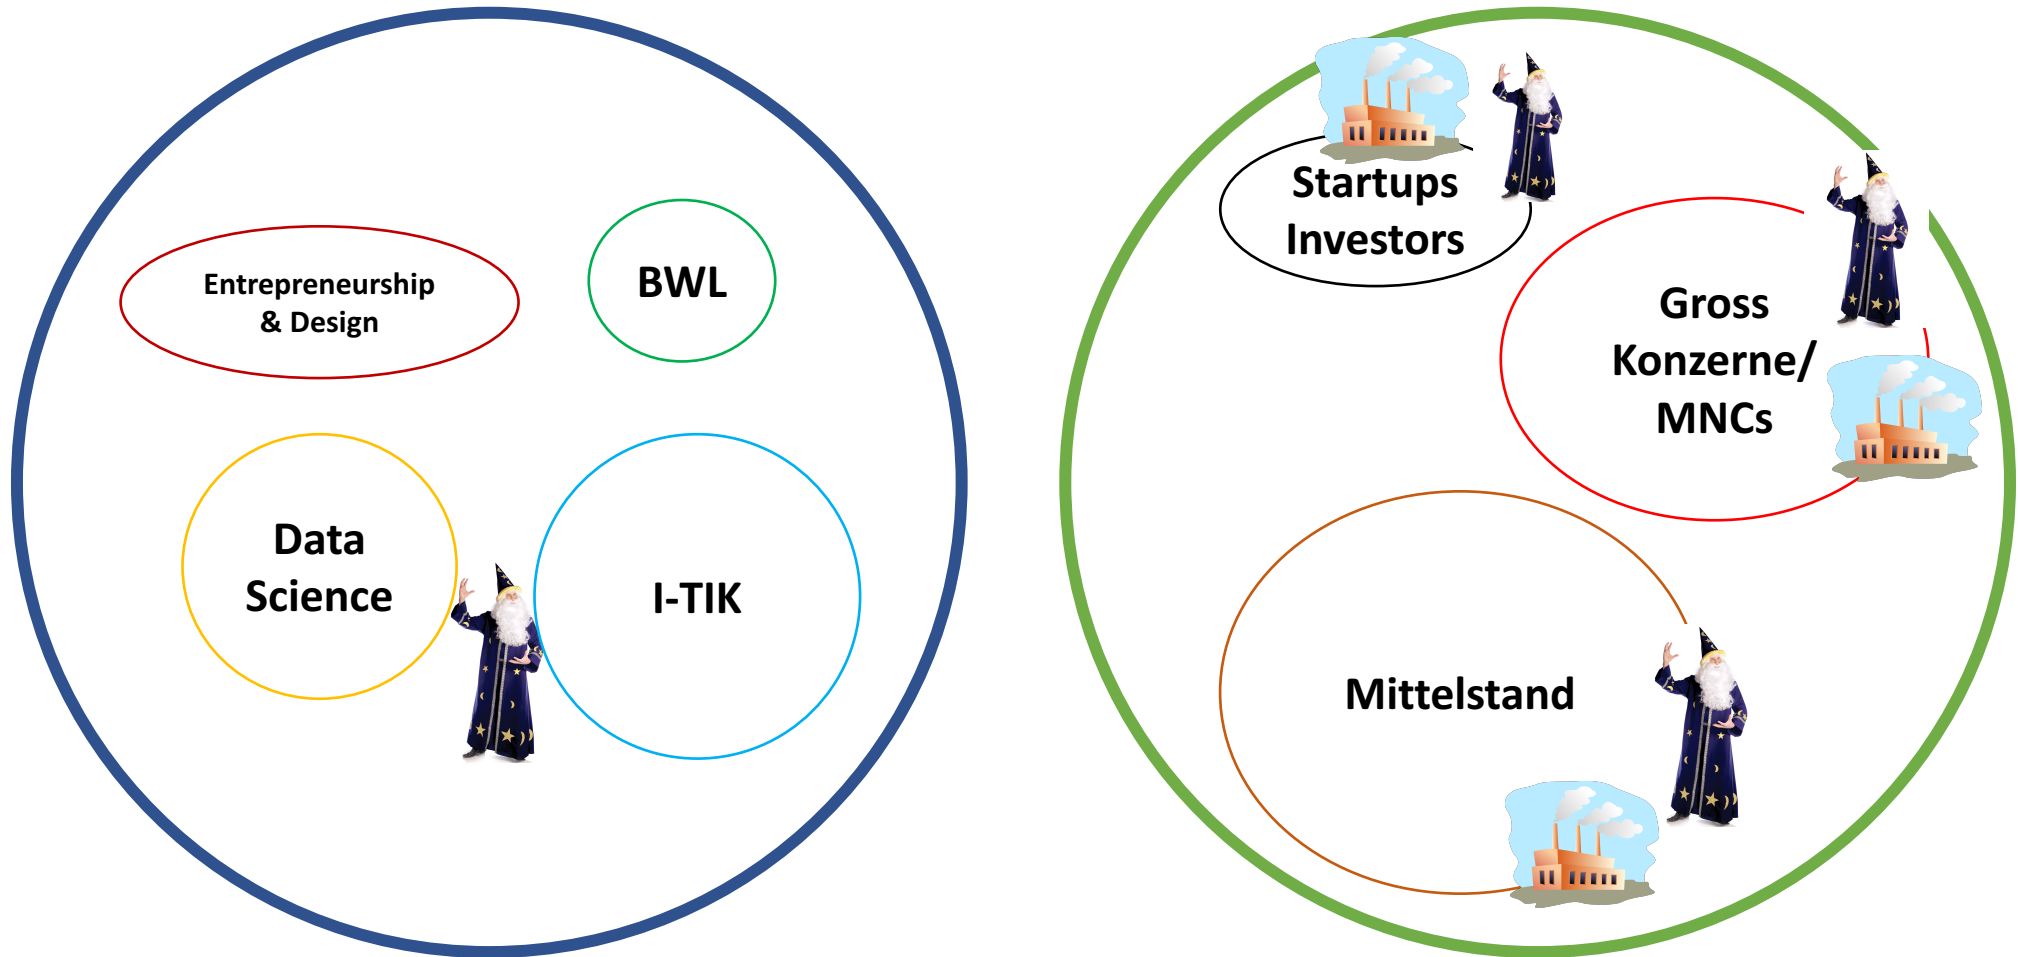 Entrepreneurship
& Design
BWL
Data
Science
I-TIK
Startups
Investors
Gross
Konzerne/
MNCs
Mittelstand